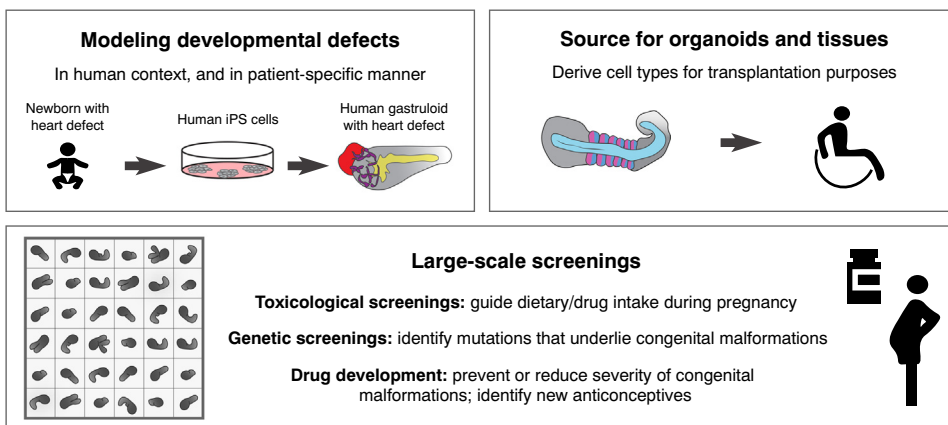 Modeling developmental defects
In human context, and in patient-specific manner
Newborn with
heart defect
Human iPS cells
Human gastruloid
with heart defect
Source for organoids and tissues
Derive cell types for transplantation purposes
Large-scale screenings
Toxicological screenings: guide dietary/drug intake during pregnancy
Genetic screenings: identify mutations that underlie congenital malformations
Drug development: prevent or reduce severity of congenital
malformations; identify new anticonceptives